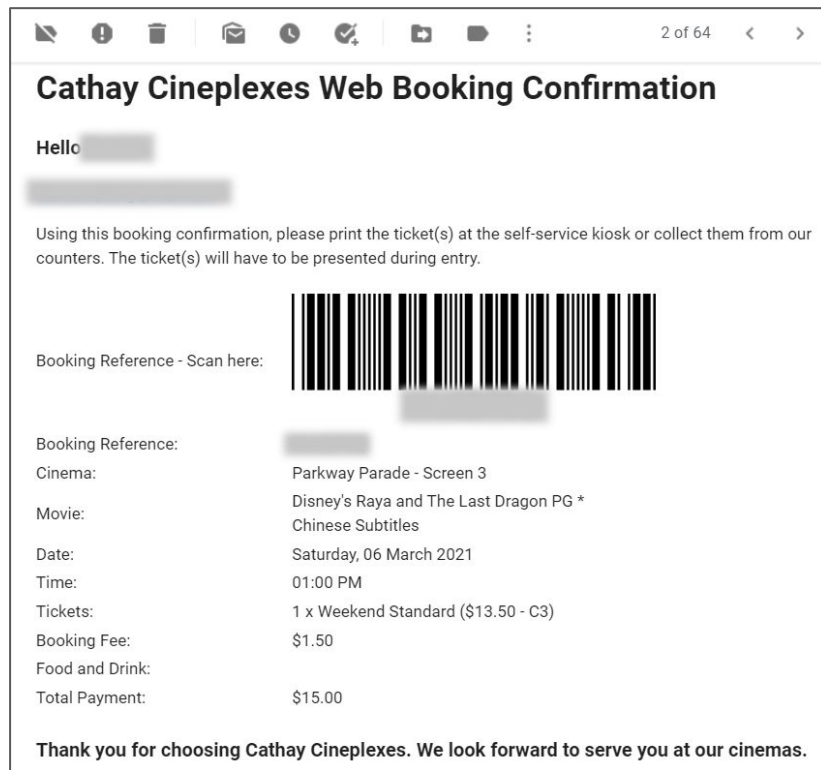 2 of 64
Cathay Cineplexes Web Booking Confirmation
Hello
Using this booking confirmation, please print the ticket(s) at the self-service kiosk or collect them from our
counters. The ticket(s) will have to be presented during entry.
Booking Reference - Scan here:
Booking Reference:
Cinema: Parkway Parade - Screen 3
Movie: Disney's Raya and The Last Dragon PG *
Chinese Subtitles
Date: Saturday, 06 March 2021
Time: 01:00 PM
Tickets: 1 x Weekend Standard ($13.50 - C3)
Booking Fee: $1.50
Food and Drink:
Total Payment: $15.00
Thank you for choosing Cathay Cineplexes. We look forward to serve you at our cinemas.